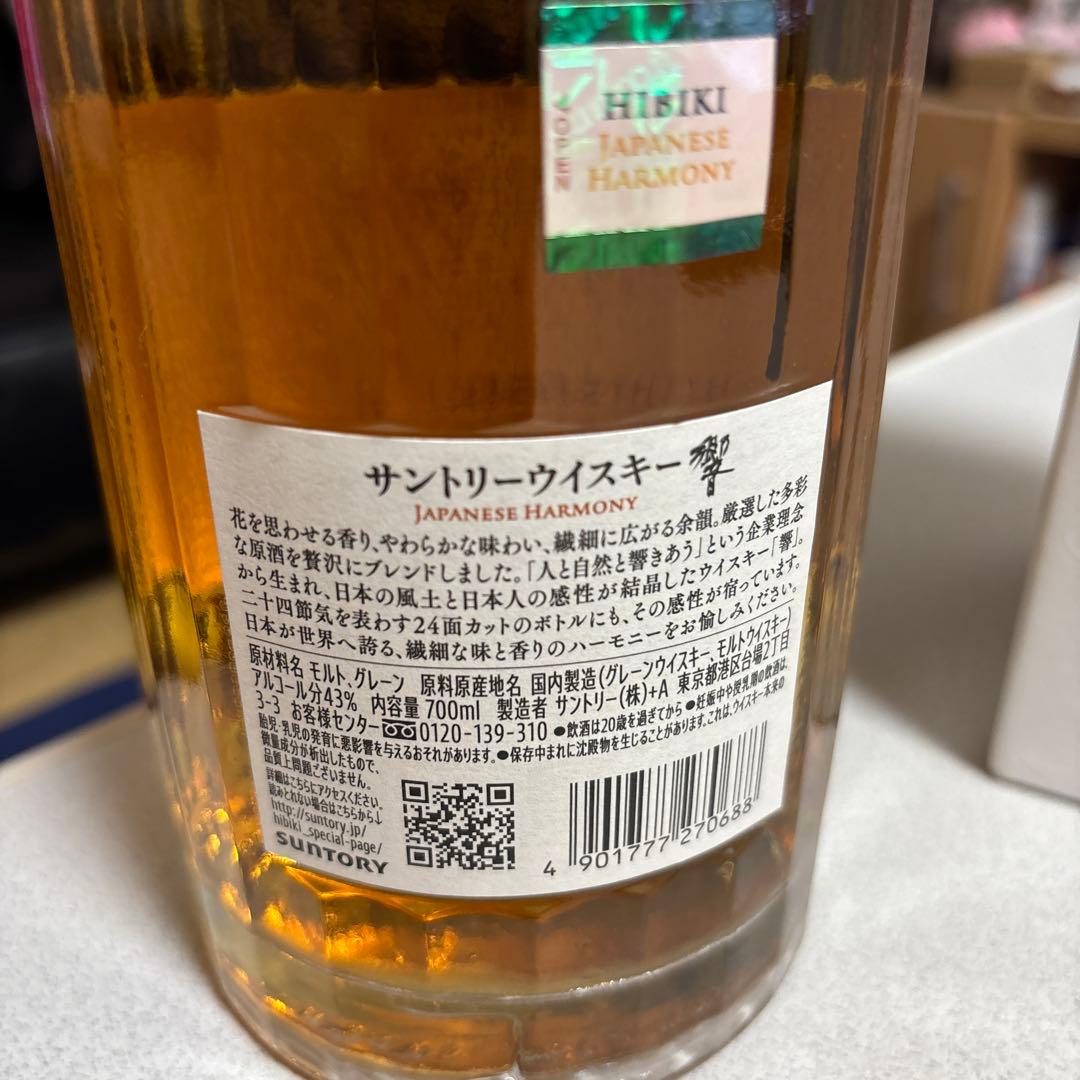 OPEN
HIBIKI
JAPANESE
HARMONY
サントリーウイスキー 響
JAPANESE HARMONY
花を思わせる香り、やわらかな味わい、繊細に広がる余韻。厳選した多彩
な原酒を贅沢にブレンドしました。「人と自然と響きあう」という企業理念
から生まれ、日本の風土と日本人の感性が結晶したウイスキー「響」。
二十四節気を表わす24面カットのボトルにも、その感性が宿っています。
日本が世界へ誇る、繊細な味と香りのハーモニーをお愉しみください。
原材料名 モルト、グレーン 原料原産地名 国内製造(グレーンウイスキー、モルトウイスキー)
アルコール分43% 内容量700ml 製造者 サントリー(株)+A 東京都港区台場2丁目
3-3 お客様センター 0120-139-310 ●飲酒は20歳を過ぎてから ●妊娠中や授乳期の飲酒は、
胎児・乳児の発育に悪影響を与えるおそれがあります。●保存中まれに沈殿物を生じることがあります。これは、ウイスキー本来の
微量成分が析出したもので、
品質上問題ございません。
詳細はこちらにアクセスください。
読みとれない場合はこちらから↓
http://suntory.jp/
hibiki_special-page/
SUNTORY
4 901777 270688